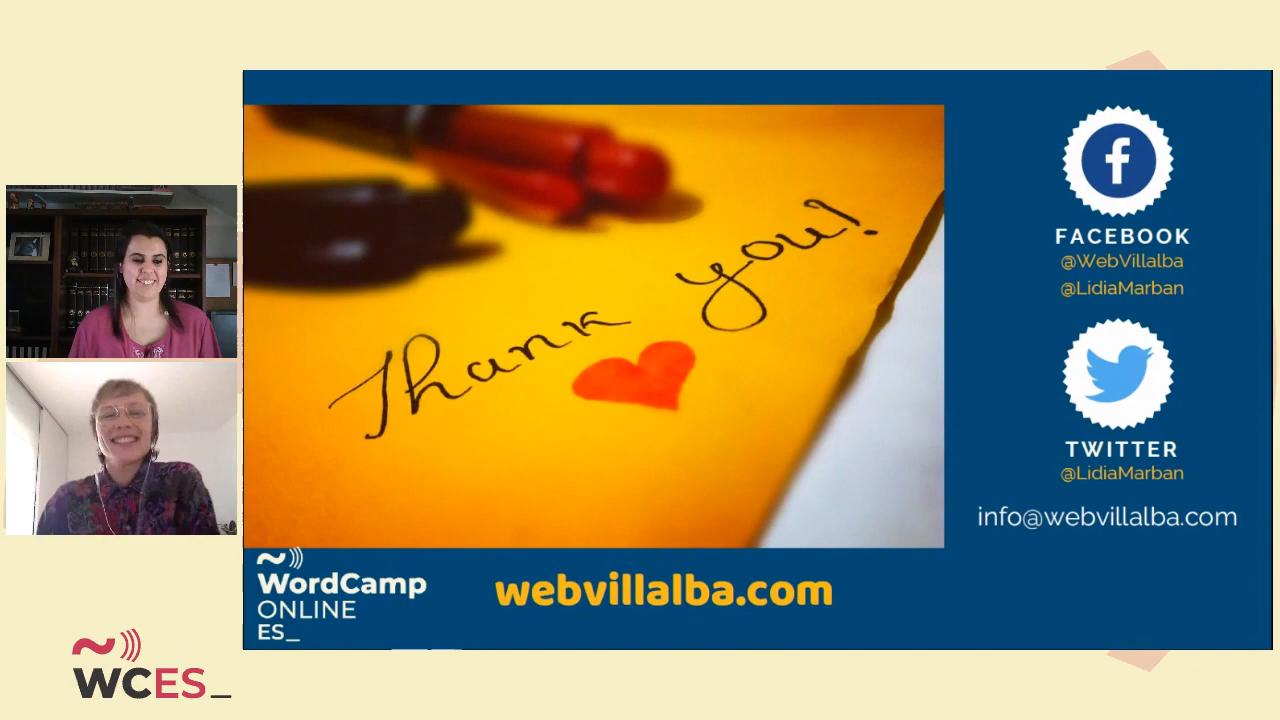 Thank you!
FACEBOOK
@WebVillalba
@LidiaMarban
TWITTER
@LidiaMarban
info@webvillalba.com
WordCamp
ONLINE
ES_
webvillalba.com
WCES_